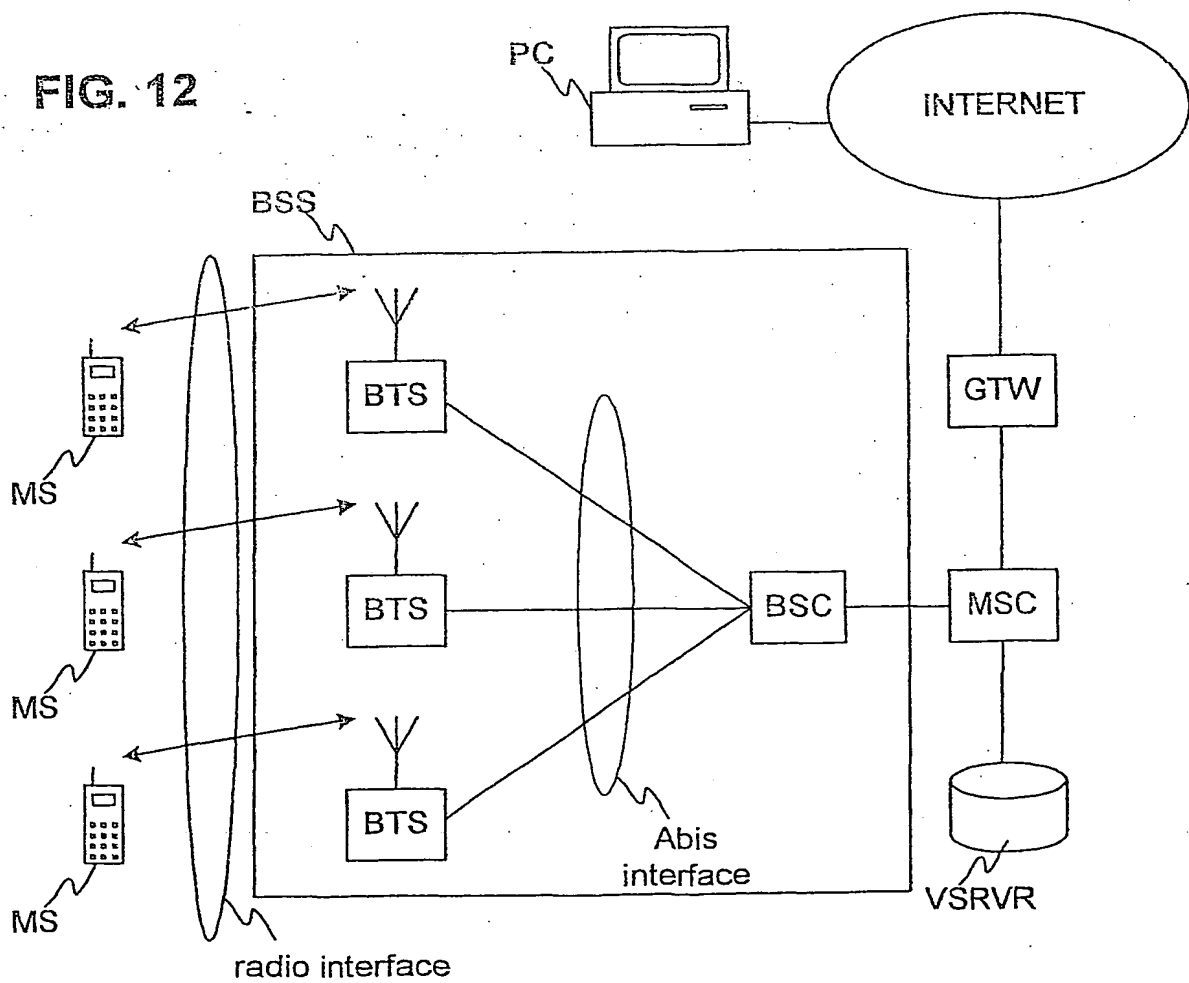 FIG. 12
PC
INTERNET
BSS
BTS
GTW
MS
BTS
BSC
MSC
MS
BTS
Abis
interface
VSRVR
MS
radio interface